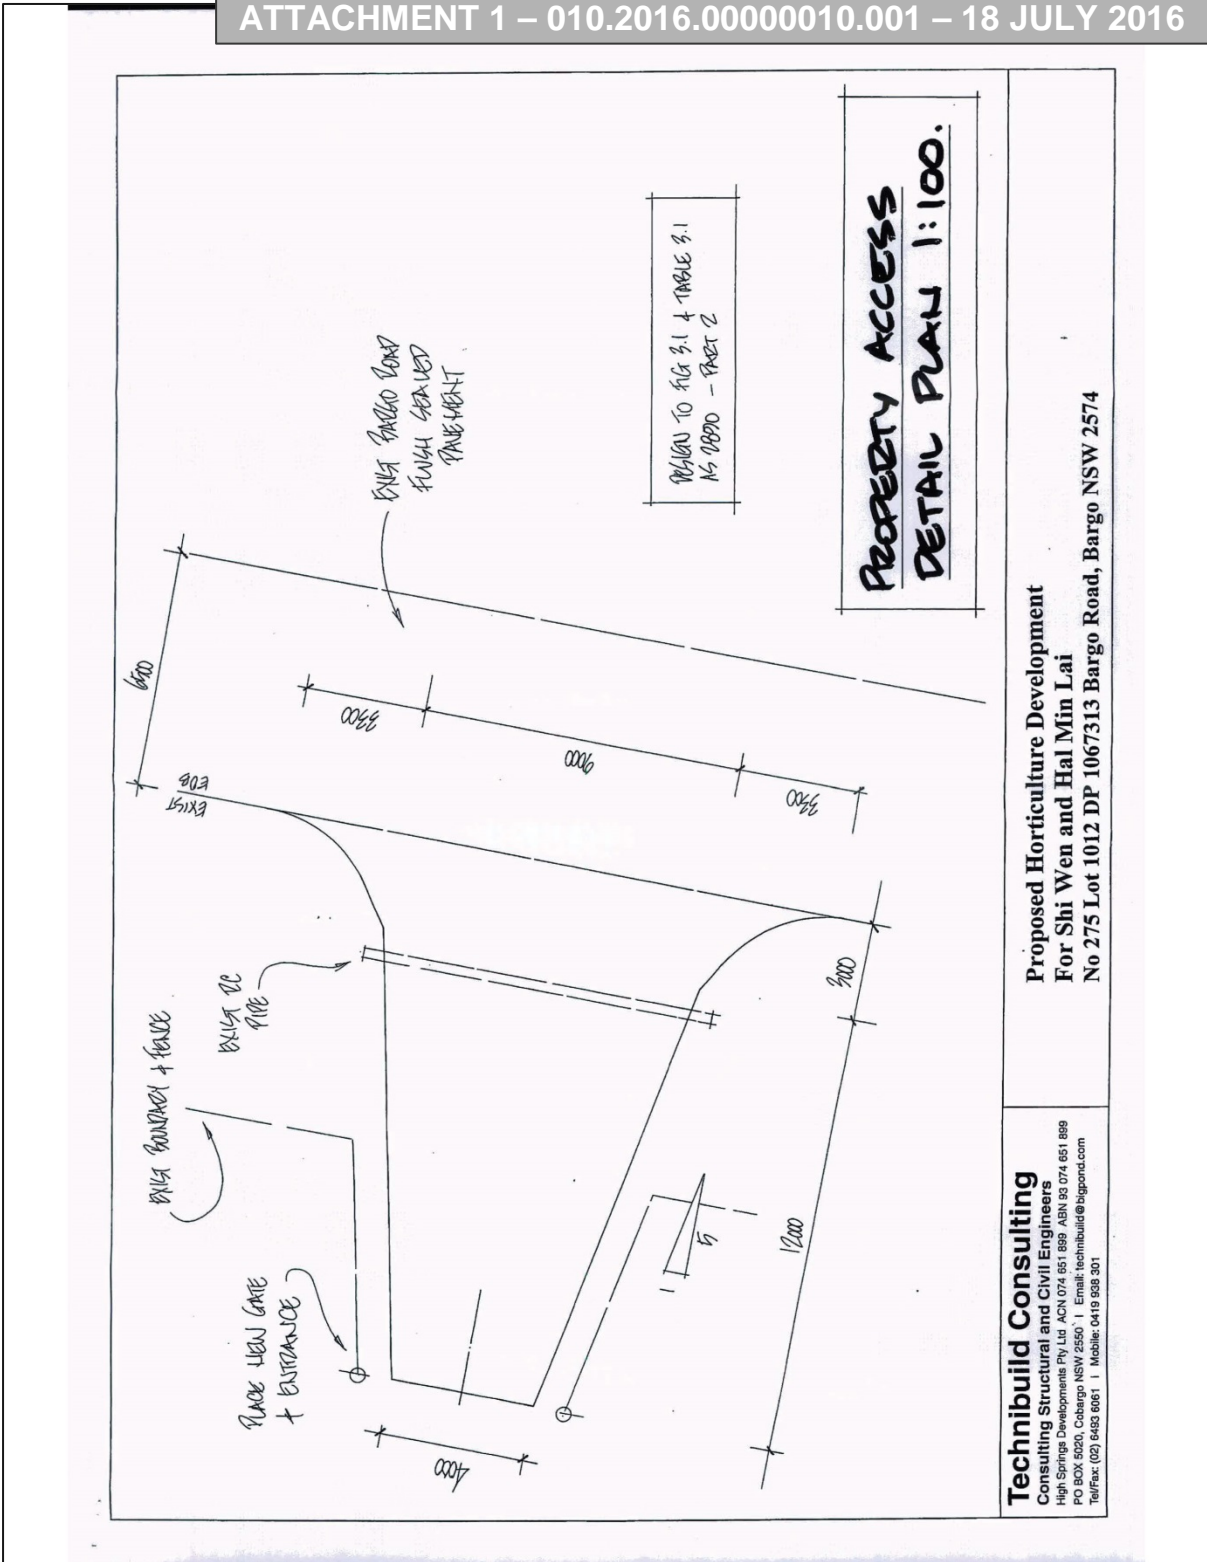 ATTACHMENT 1 – 010.2016.00000010.001 – 18 JULY 2016
6500
EXIST BARGO ROAD
FLUSH SEALED
PAVEMENT
EXIST
EOB
3300
9000
3300
EXIST BOUNDARY & FENCE
EXIST RC
PIPE
PLACE NEW GATE
& ENTRANCE
4000
3000
12000
1
5
DESIGN TO FIG 3.1 & TABLE 3.1
AS 2890 - PART 2
PROPERTY ACCESS
DETAIL PLAN 1:100.
Technibuild Consulting
Consulting Structural and Civil Engineers
High Springs Developments Pty Ltd ACN 074 651 899 ABN 93 074 651 899
PO BOX 5020, Cobargo NSW 2550 | Email: technibuild@bigpond.com
Tel/Fax: (02) 6493 6061 | Mobile: 0419 938 301
Proposed Horticulture Development
For Shi Wen and Hal Min Lai
No 275 Lot 1012 DP 1067313 Bargo Road, Bargo NSW 2574